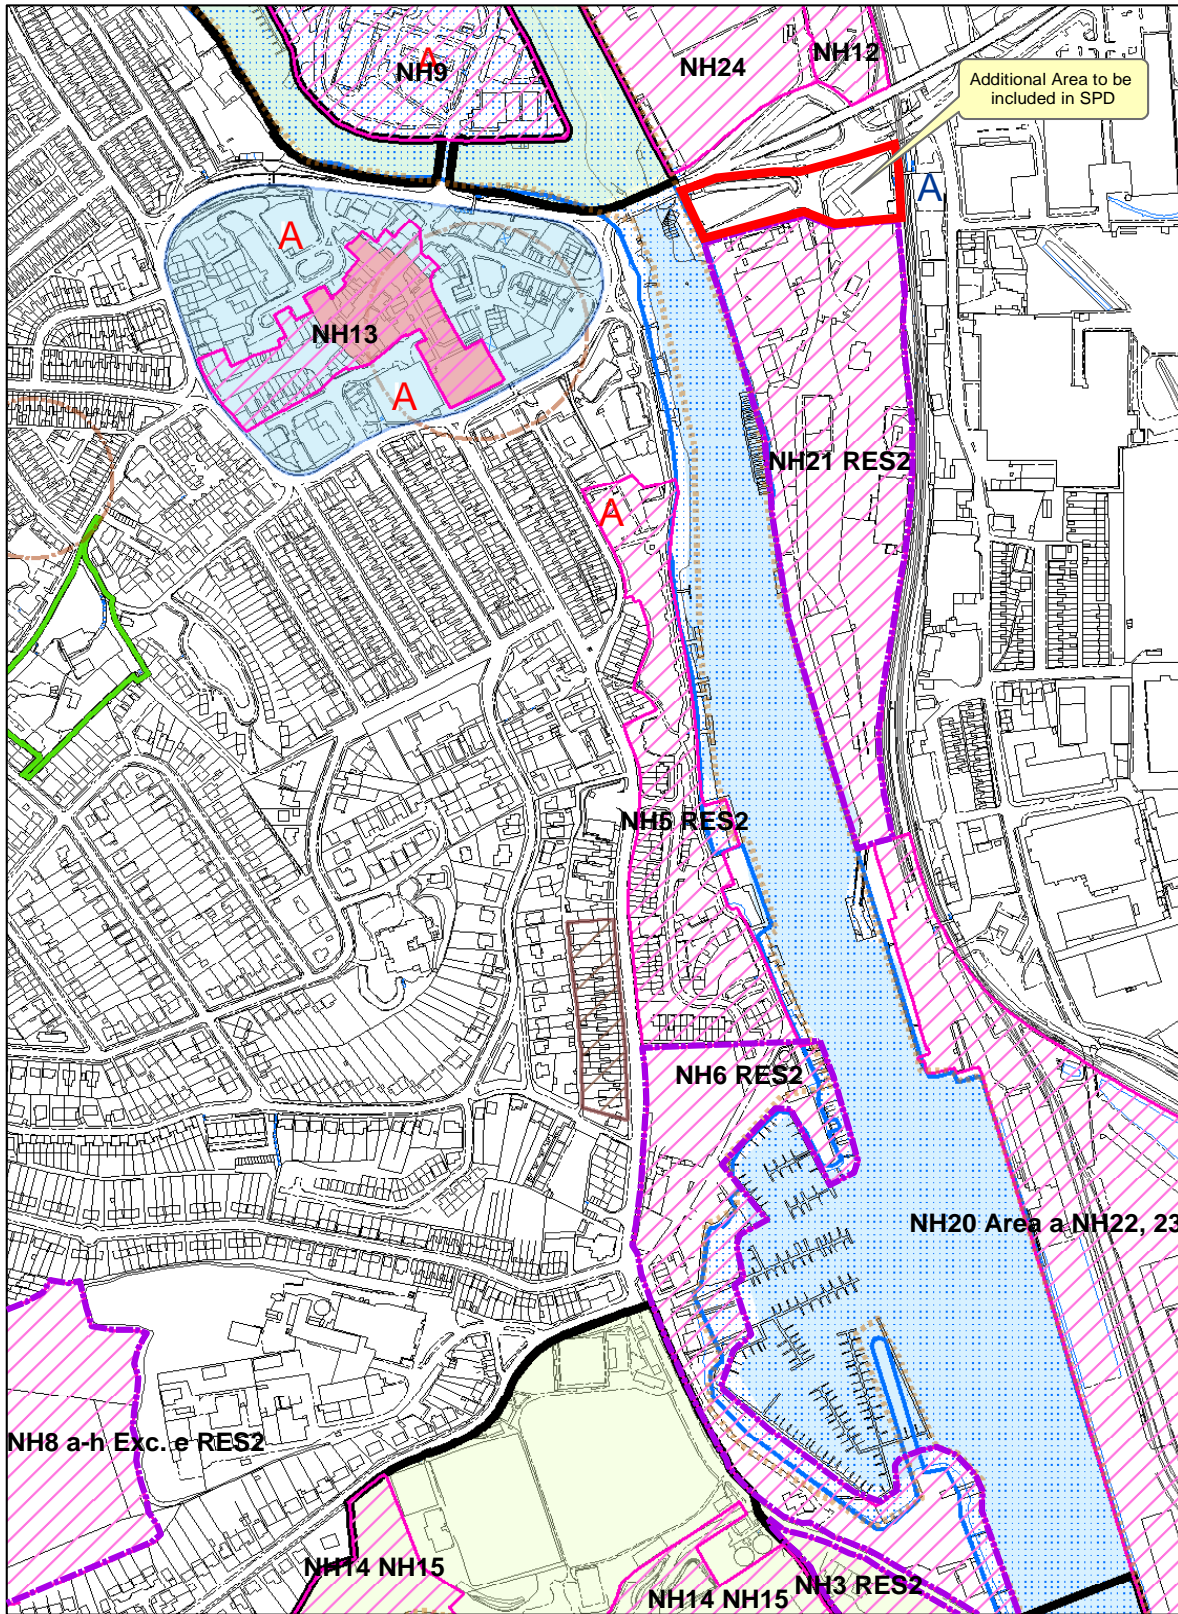 A
NH9
NH24
NH12
Additional Area to be
included in SPD
A
A
NH13
A
NH21 RES2
A
NH5 RES2
NH6 RES2
NH20 Area a NH22, 23
NH8 a-h Exc. e RES2
NH14 NH15
NH14 NH15
NH3 RES2